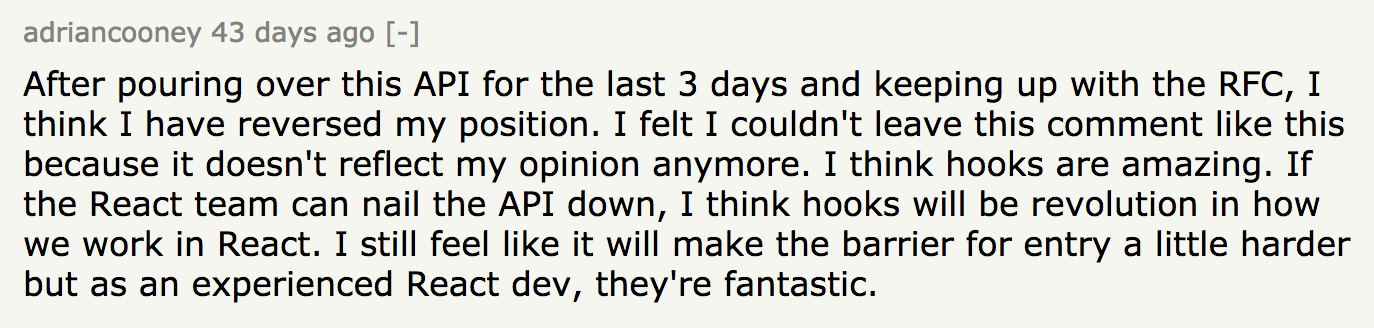 adriancooney 43 days ago [-]
After pouring over this API for the last 3 days and keeping up with the RFC, I
think I have reversed my position. I felt I couldn't leave this comment like this
because it doesn't reflect my opinion anymore. I think hooks are amazing. If
the React team can nail the API down, I think hooks will be revolution in how
we work in React. I still feel like it will make the barrier for entry a little harder
but as an experienced React dev, they're fantastic.